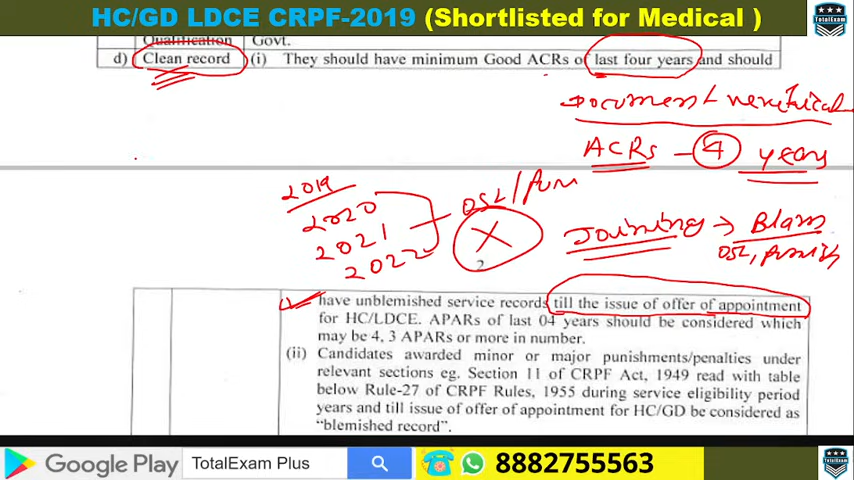 HC/GD LDCE CRPF-2019 (Shortlisted for Medical )
TotalExam
Qualification Govt.
d) Clean record (i) They should have minimum Good ACRs of last four years and should
Document
ACRs - 4 years
2019
2020
2021
2022
OSL/
X
2
Joining →
OSL,
have unblemished service records till the issue of offer of appointment
for HC/LDCE. APARs of last 04 years should be considered which
may be 4, 3 APARs or more in number.
(ii) Candidates awarded minor or major punishments/penalties under
relevant sections eg. Section 11 of CRPF Act, 1949 read with table
below Rule-27 of CRPF Rules, 1955 during service eligibility period
years and till issue of offer of appointment for HC/GD be considered as
"blemished record".
Google Play TotalExam Plus 8882755563
TotalExam